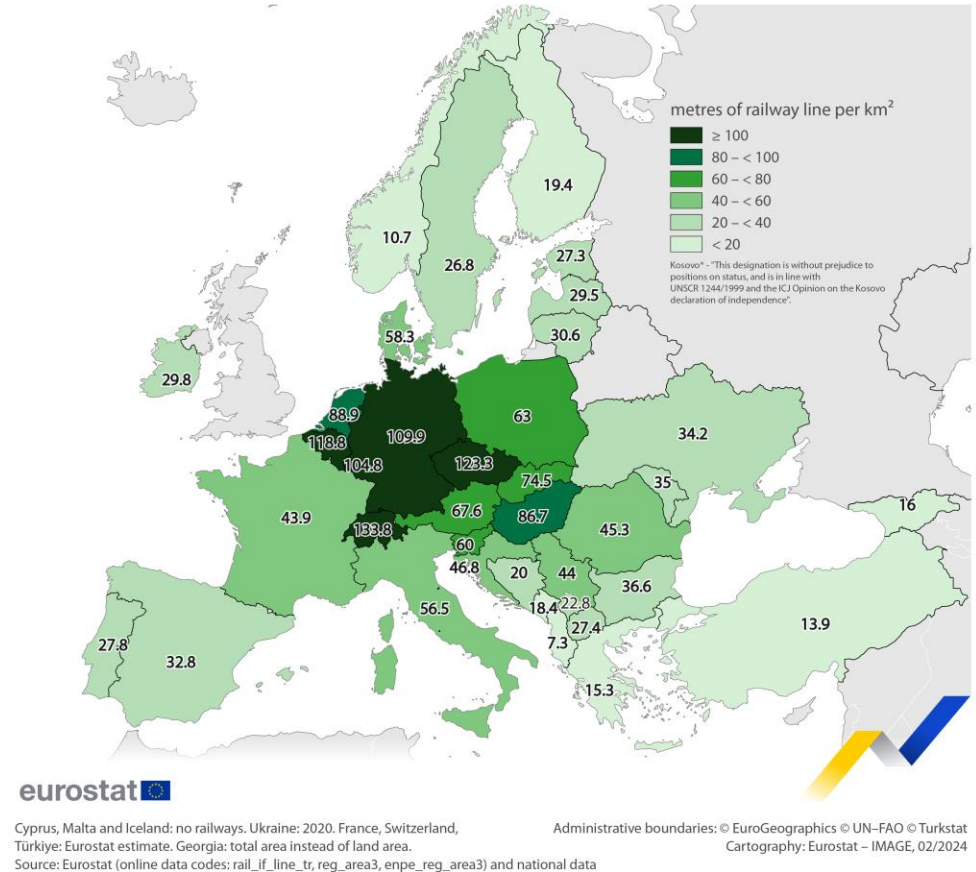 metres of railway line per km²
≥ 100
80 – < 100
60 – < 80
40 – < 60
20 – < 40
< 20
Kosovo* - "This designation is without prejudice to
positions on status, and is in line with
UNSCR 1244/1999 and the ICJ Opinion on the Kosovo
declaration of independence".
19.4
10.7
26.8
27.3
29.5
30.6
58.3
29.8
88.9
118.8
109.9
104.8
63
123.3
74.5
34.2
35
43.9
133.8
67.6
86.7
45.3
16
60
46.8
20
44
36.6
56.5
18.4
22.8
27.4
7.3
13.9
27.8
32.8
15.3
eurostat
Cyprus, Malta and Iceland: no railways. Ukraine: 2020. France, Switzerland,
Türkiye: Eurostat estimate. Georgia: total area instead of land area.
Source: Eurostat (online data codes: rail_if_line_tr, reg_area3, enpe_reg_area3) and national data
Administrative boundaries: © EuroGeographics © UN–FAO © Turkstat
Cartography: Eurostat – IMAGE, 02/2024